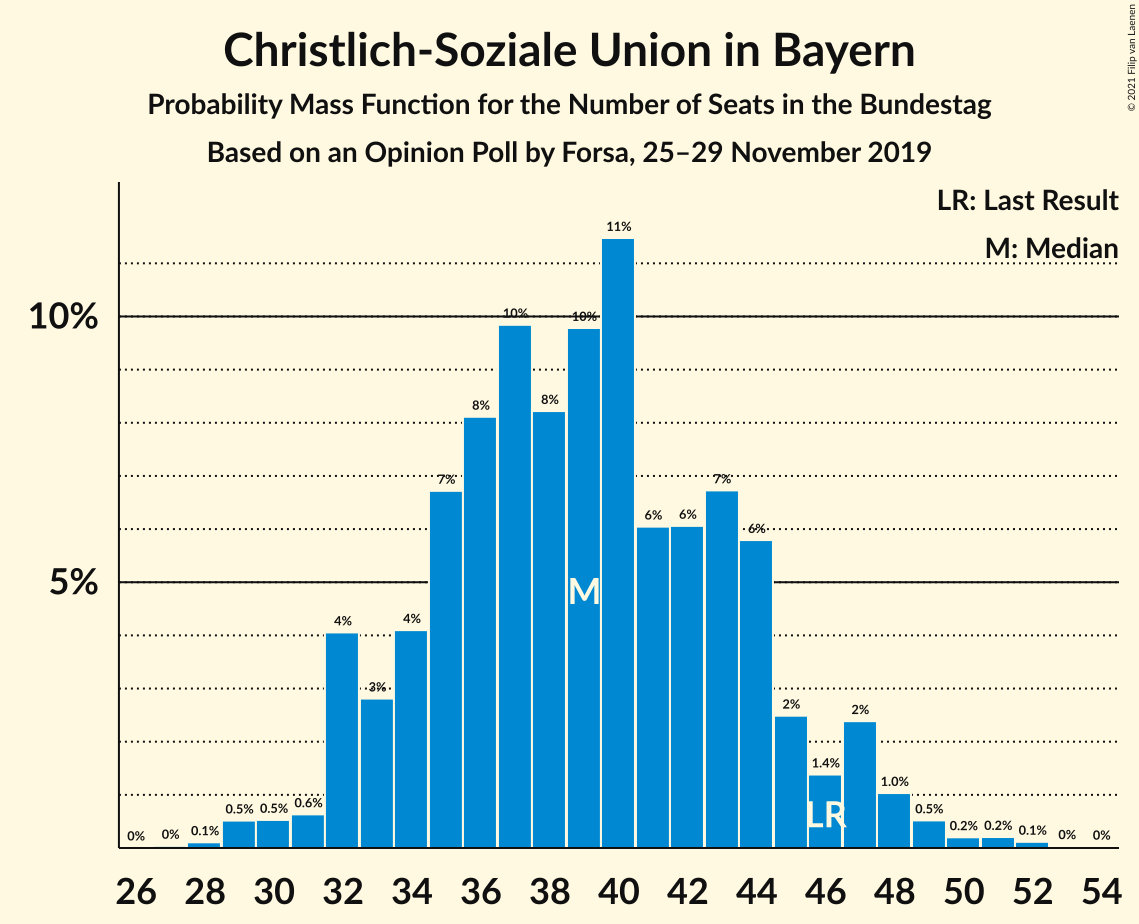 Christlich-Soziale Union in Bayern
Probability Mass Function for the Number of Seats in the Bundestag
Based on an Opinion Poll by Forsa, 25–29 November 2019
© 2021 Filip van Laenen
LR: Last Result
M: Median
10%
5%
0% 0% 0.1% 0.5% 0.5% 0.6% 4% 3% 4% 7% 8% 10% 8% 10% 11% 6% 6% 7% 6% 2% 1.4% 2% 1.0% 0.5% 0.2% 0.2% 0.1% 0% 0%
M
LR
26 28 30 32 34 36 38 40 42 44 46 48 50 52 54